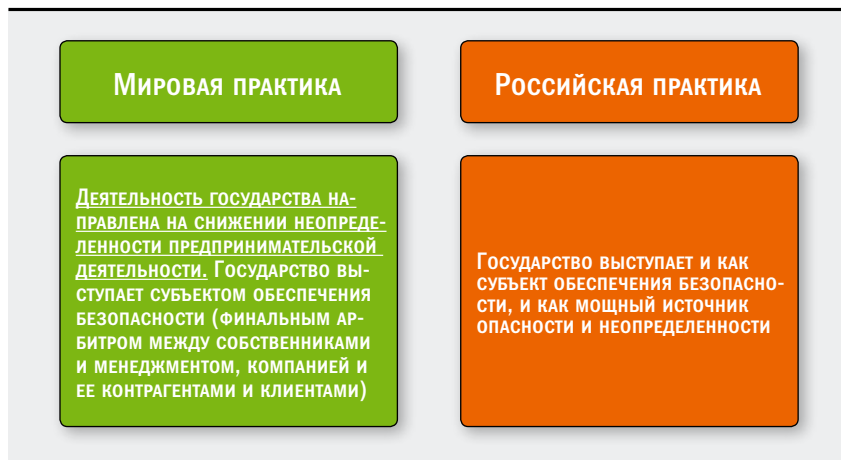 Мировая практика
Российская практика
Деятельность государства на-
правлена на снижении неопреде-
ленности предпринимательской
деятельности. Государство вы-
ступает субъектом обеспечения
безопасности (финальным ар-
битром между собственниками
и менеджментом, компанией и
ее контрагентами и клиентами)
Государство выступает и как
субъект обеспечения безопасно-
сти, и как мощный источник
опасности и неопределенности